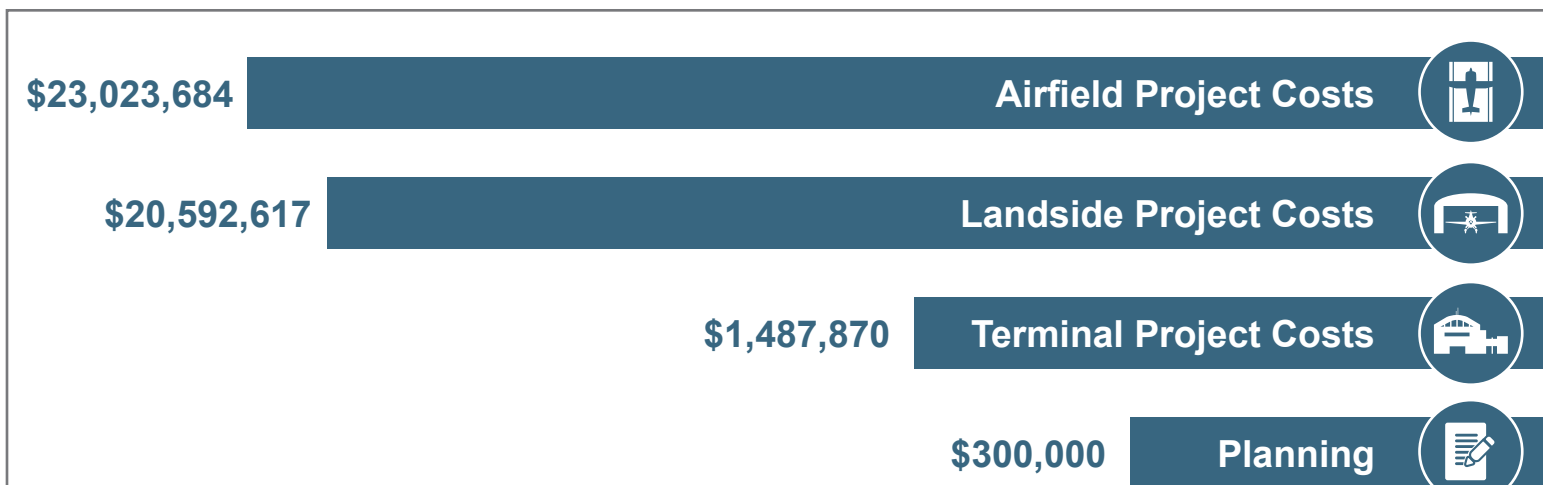 $23,023,684 Airfield Project Costs
$20,592,617 Landside Project Costs
$1,487,870 Terminal Project Costs
$300,000 Planning